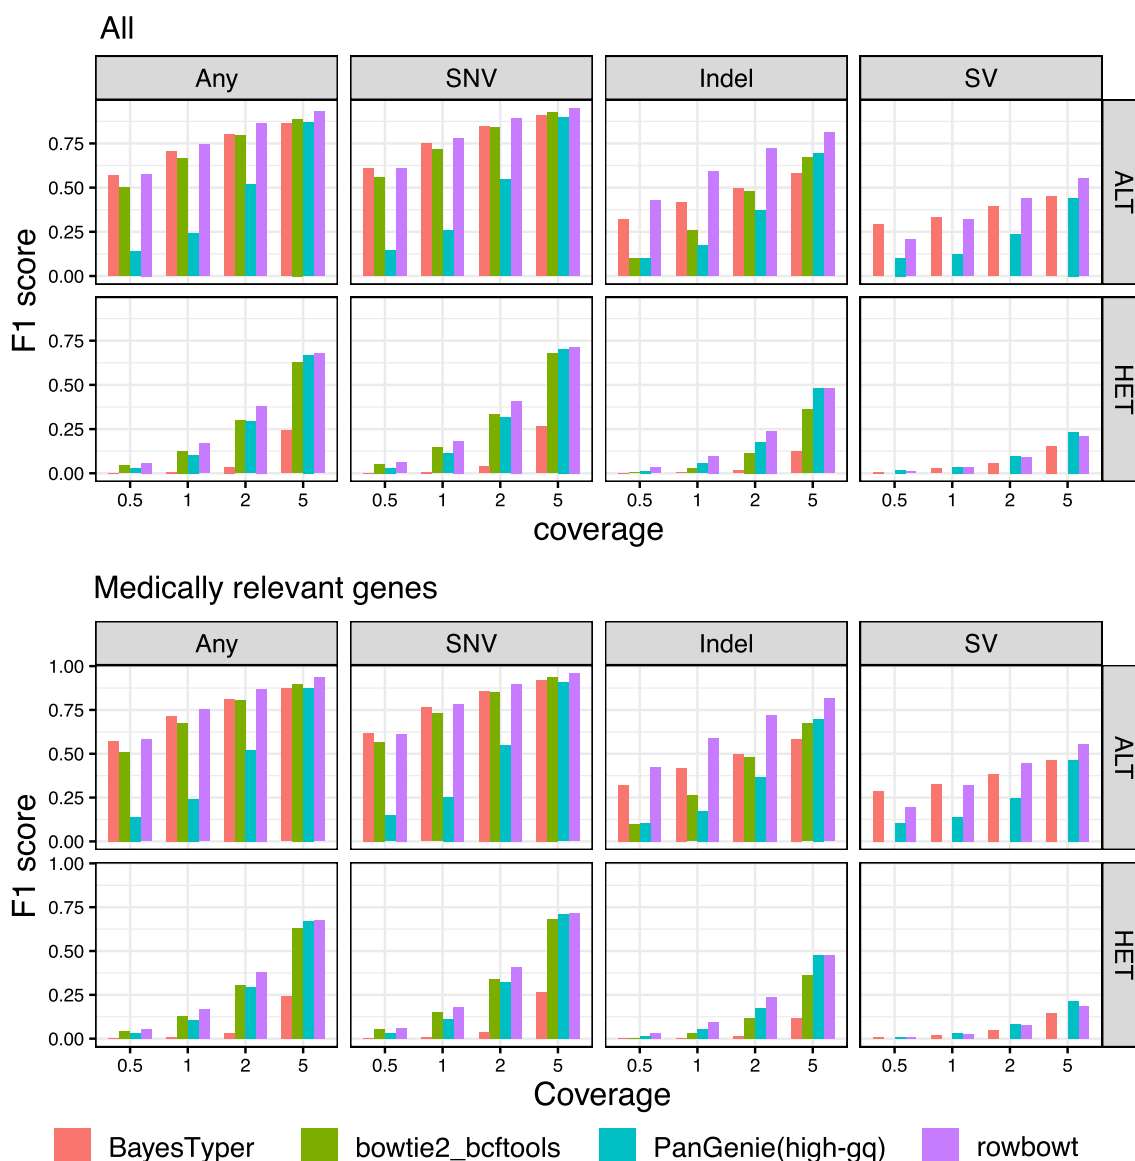 All
Any SNV Indel SV
0.75
0.50
0.25
0.00
ALT
0.75
0.50
0.25
0.00
HET
F1 score
0.5 1 2 5 0.5 1 2 5 0.5 1 2 5 0.5 1 2 5
coverage
Medically relevant genes
Any SNV Indel SV
1.00
0.75
0.50
0.25
0.00
ALT
1.00
0.75
0.50
0.25
0.00
HET
F1 score
0.5 1 2 5 0.5 1 2 5 0.5 1 2 5 0.5 1 2 5
Coverage
BayesTyper bowtie2_bcftools PanGenie(high-gq) rowbowt